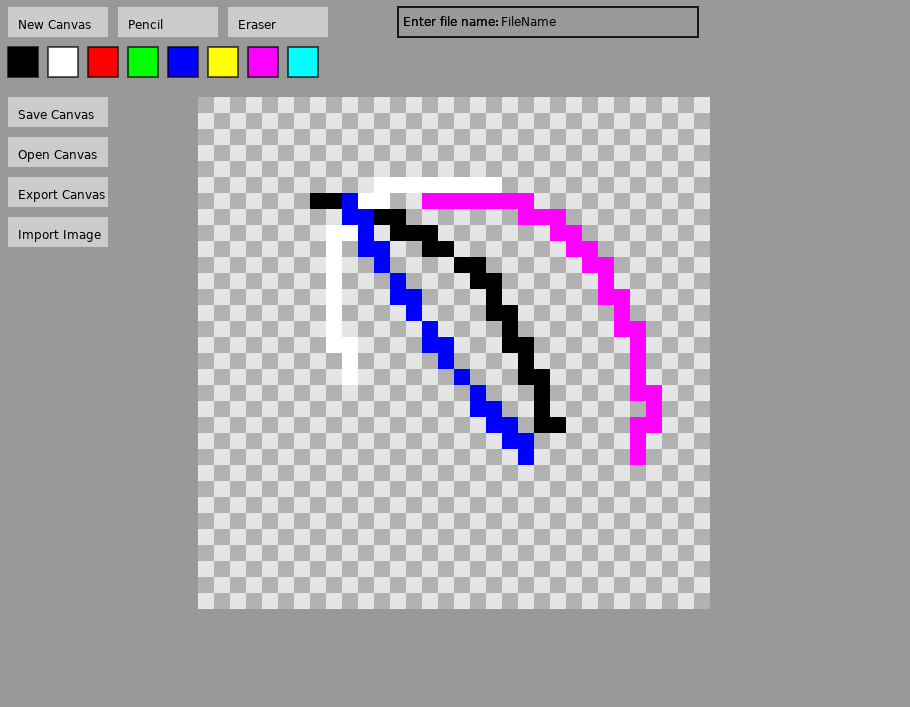 New Canvas Pencil Eraser Enter file name: FileName
Save Canvas
Open Canvas
Export Canvas
Import Image